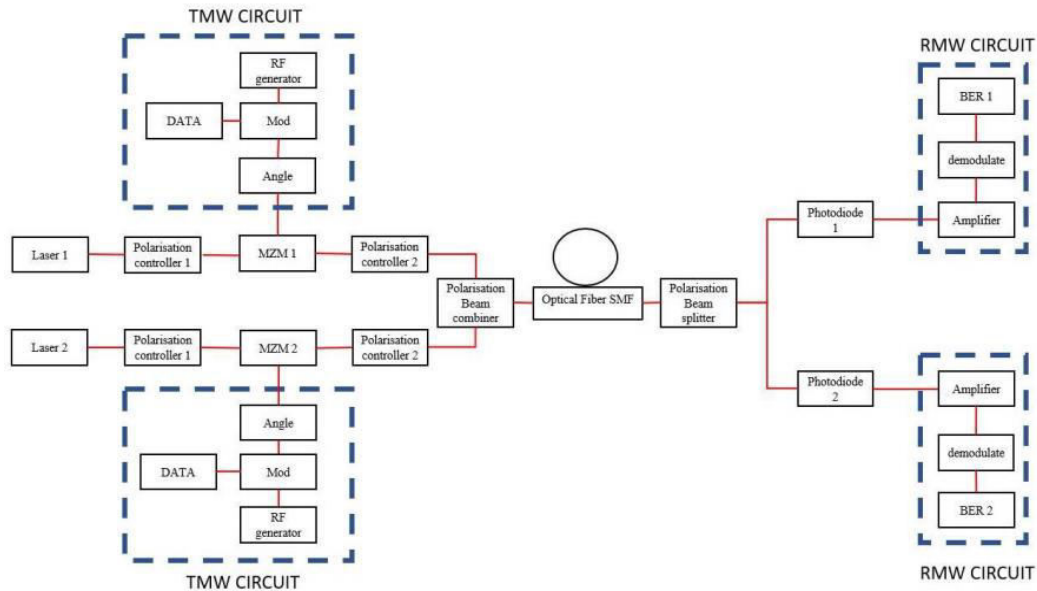 TMW CIRCUIT
RF
generator
DATA
Mod
Angle
Laser 1
Polarisation
controller 1
MZM 1
Polarisation
controller 2
Laser 2
Polarisation
controller 1
MZM 2
Polarisation
controller 2
Angle
DATA
Mod
RF
generator
TMW CIRCUIT
Polarisation
Beam
combiner
Optical Fiber SMF
Polarisation
Beam
splitter
Photodiode
1
Photodiode
2
RMW CIRCUIT
BER 1
demodulate
Amplifier
Amplifier
demodulate
BER 2
RMW CIRCUIT